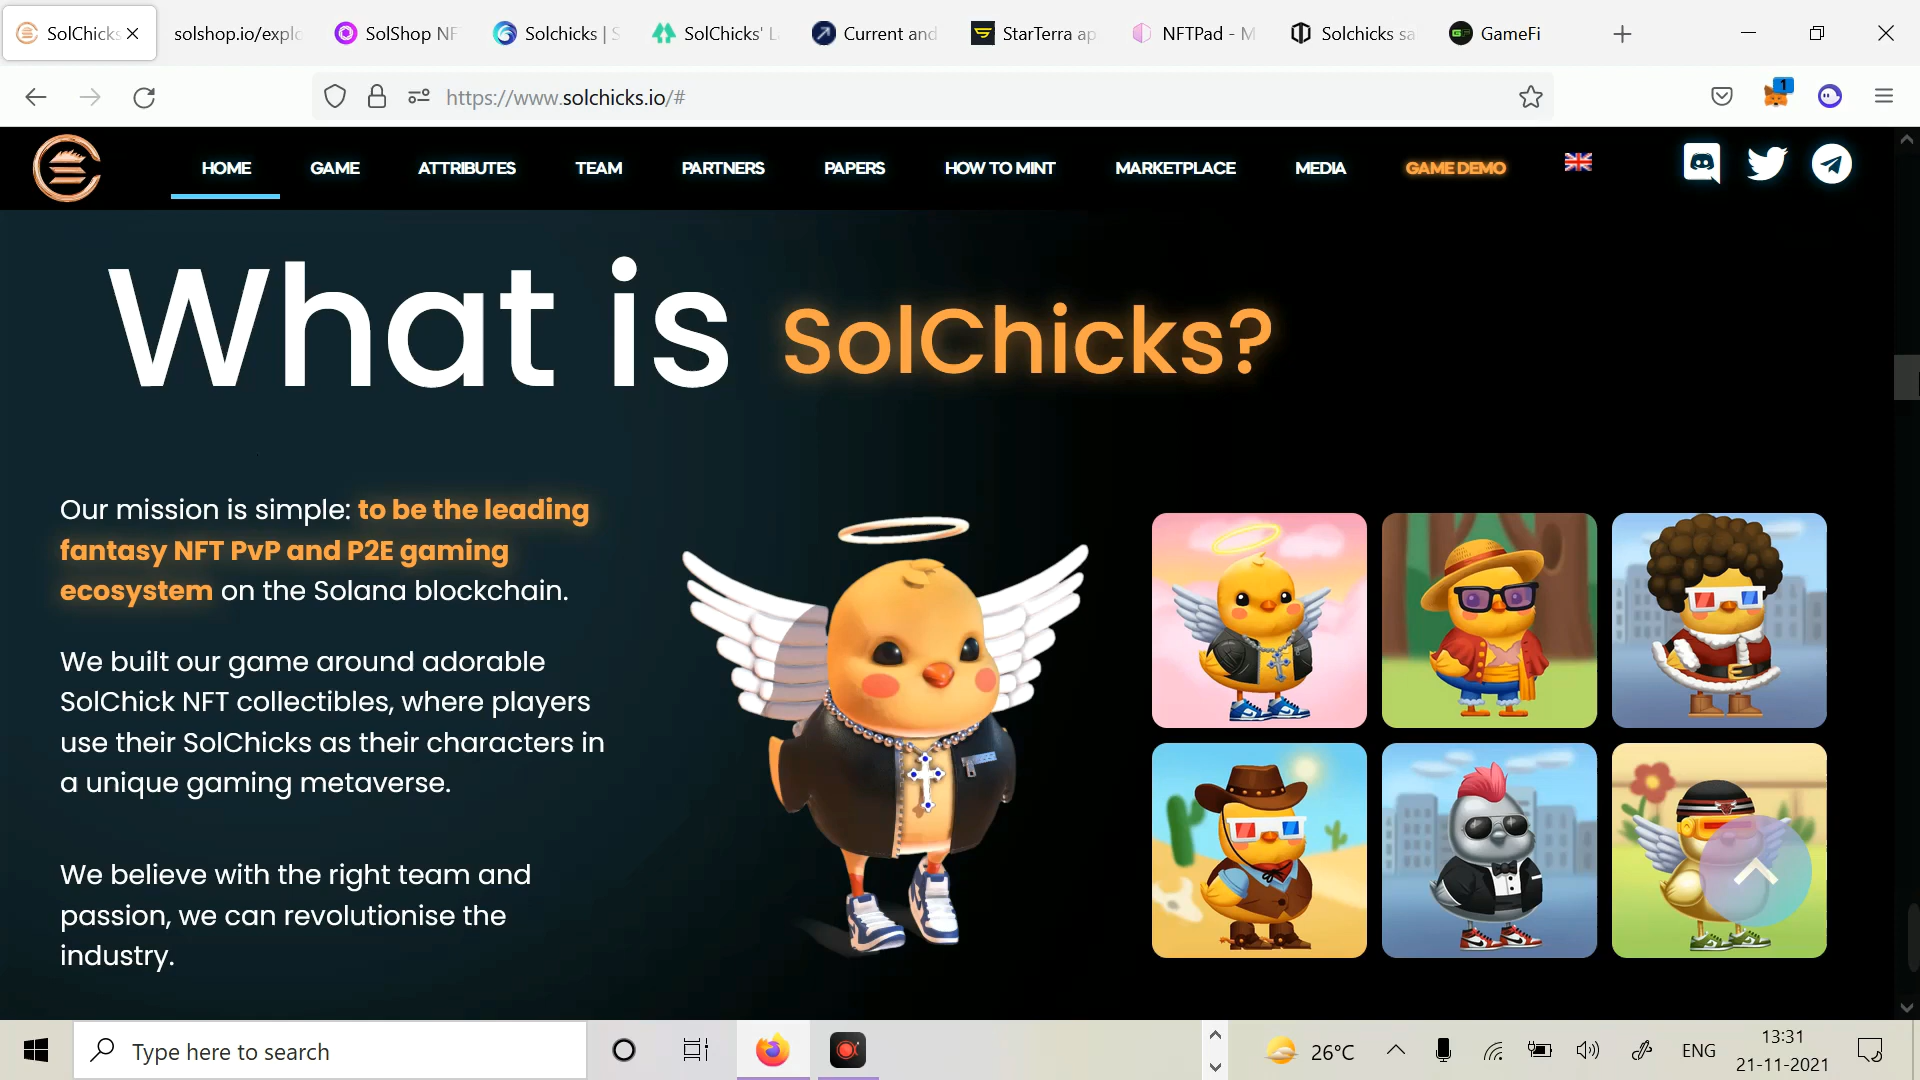 SolChicks
solshop.io/explo
SolShop NF
Solchicks | S
SolChicks' L
Current and
StarTerra ap
NFTPad - M
Solchicks sa
GameFi
https://www.solchicks.io/#
1
HOME
GAME
ATTRIBUTES
TEAM
PARTNERS
PAPERS
HOW TO MINT
MARKETPLACE
MEDIA
GAME DEMO
What is SolChicks?
Our mission is simple: to be the leading
fantasy NFT PvP and P2E gaming
ecosystem on the Solana blockchain.
We built our game around adorable
SolChick NFT collectibles, where players
use their SolChicks as their characters in
a unique gaming metaverse.
We believe with the right team and
passion, we can revolutionise the
industry.
Type here to search
26°C
ENG
13:31
21-11-2021